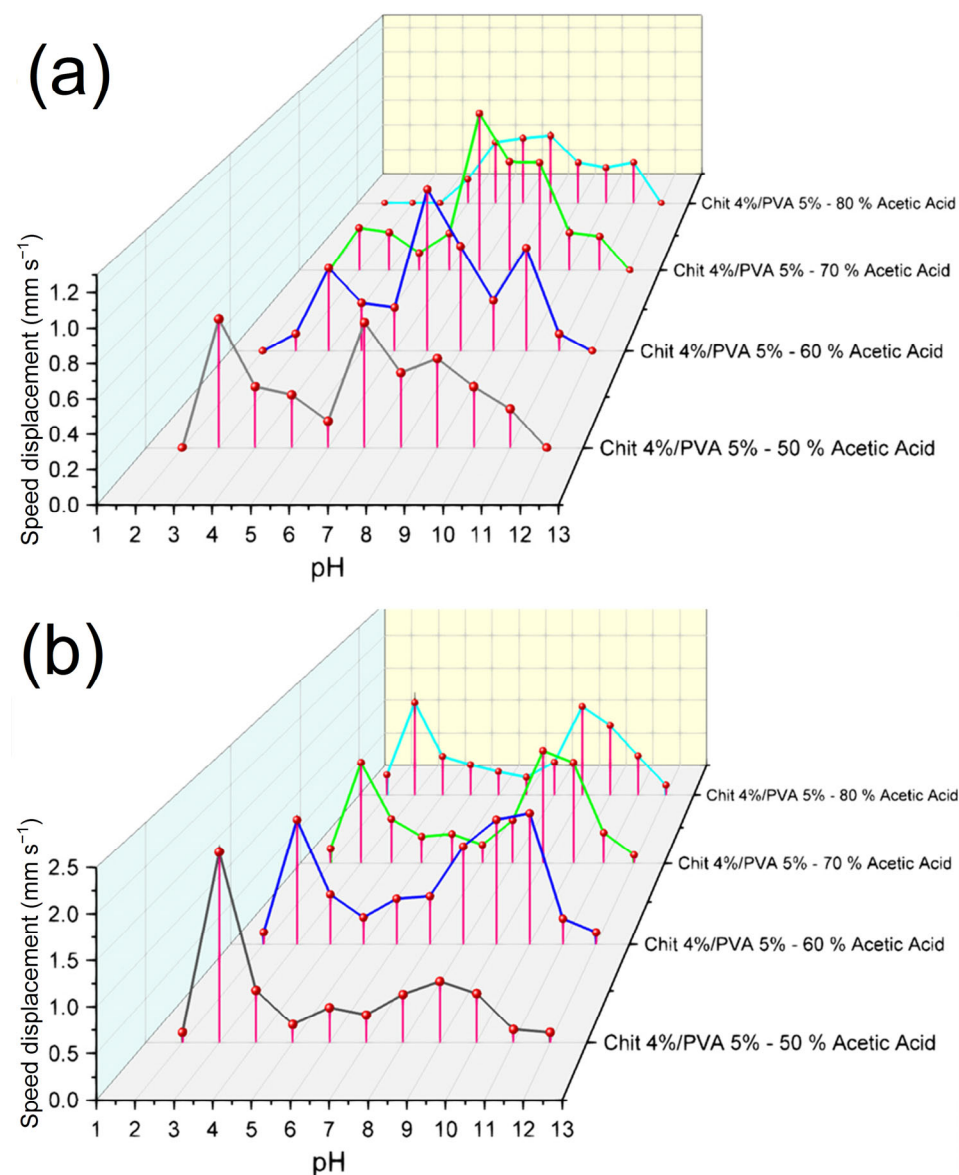 (a)
Speed displacement (mm s⁻¹)
1.2
1.0
0.8
0.6
0.4
0.2
0.0
1 2 3 4 5 6 7 8 9 10 11 12 13
pH
Chit 4%/PVA 5% - 80 % Acetic Acid
Chit 4%/PVA 5% - 70 % Acetic Acid
Chit 4%/PVA 5% - 60 % Acetic Acid
Chit 4%/PVA 5% - 50 % Acetic Acid
(b)
Speed displacement (mm s⁻¹)
2.5
2.0
1.5
1.0
0.5
0.0
1 2 3 4 5 6 7 8 9 10 11 12 13
pH
Chit 4%/PVA 5% - 80 % Acetic Acid
Chit 4%/PVA 5% - 70 % Acetic Acid
Chit 4%/PVA 5% - 60 % Acetic Acid
Chit 4%/PVA 5% - 50 % Acetic Acid